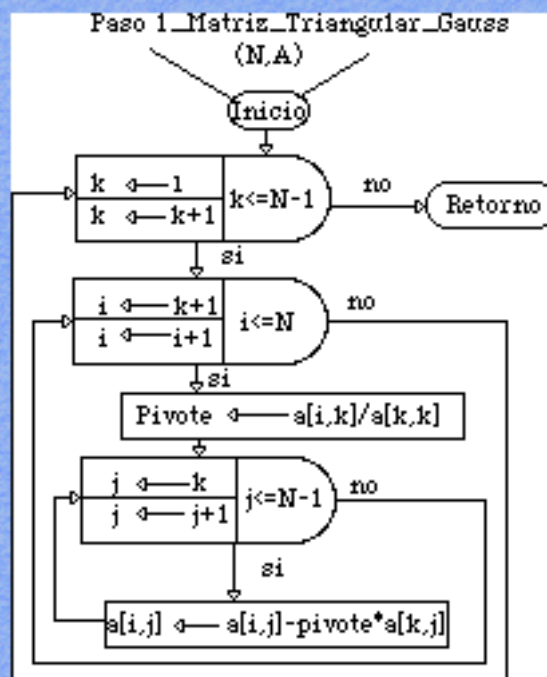 Paso 1_Matriz_Triangular_Gauss
(N,A)
Inicio
k ← 1
k ← k+1
k<=N-1
no
Retorno
si
i ← k+1
i ← i+1
i<=N
no
si
Pivote ← a[i,k]/a[k,k]
j ← k
j ← j+1
j<=N-1
no
si
a[i,j] ← a[i,j]-pivote*a[k,j]